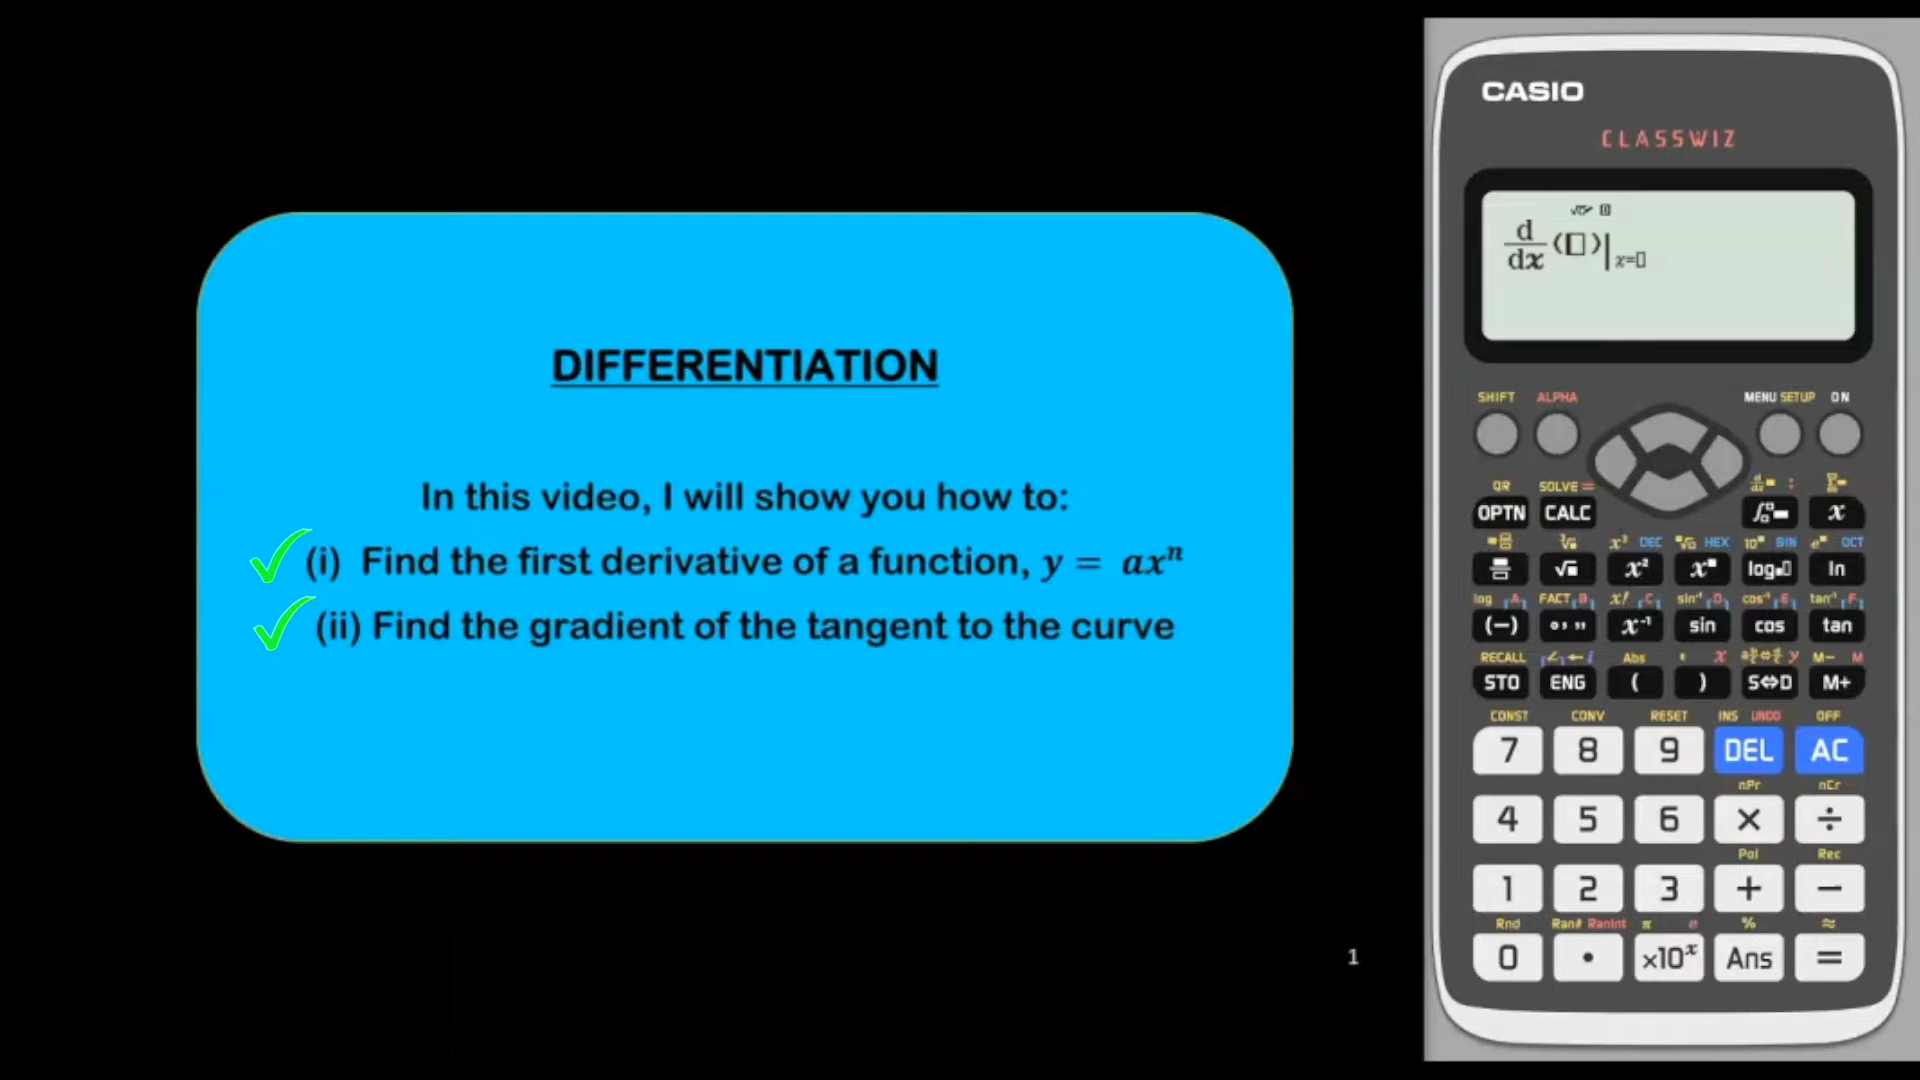 DIFFERENTIATION
In this video, I will show you how to:
(i) Find the first derivative of a function, y = axⁿ
(ii) Find the gradient of the tangent to the curve
1
CASIO
CLASSWIZ
d/dx(▯)|x=▯
SHIFT ALPHA MENU SETUP ON
QR SOLVE = :
OPTN CALC ∫ x
x³ DEC HEX 10 BIN e OCT
√ x² x log ln
log A FACT B x! C sin⁻¹ D cos⁻¹ E tan⁻¹ F
(−) x⁻¹ sin cos tan
RECALL ∠ ← i Abs x y M− M
STO ENG ( ) S⇔D M+
CONST CONV RESET INS UNDO OFF
7 8 9 DEL AC
nPr nCr
4 5 6 × ÷
Pol Rec
1 2 3 + −
Rnd Ran# RanInt π e % ≈
0 • ×10ˣ Ans =